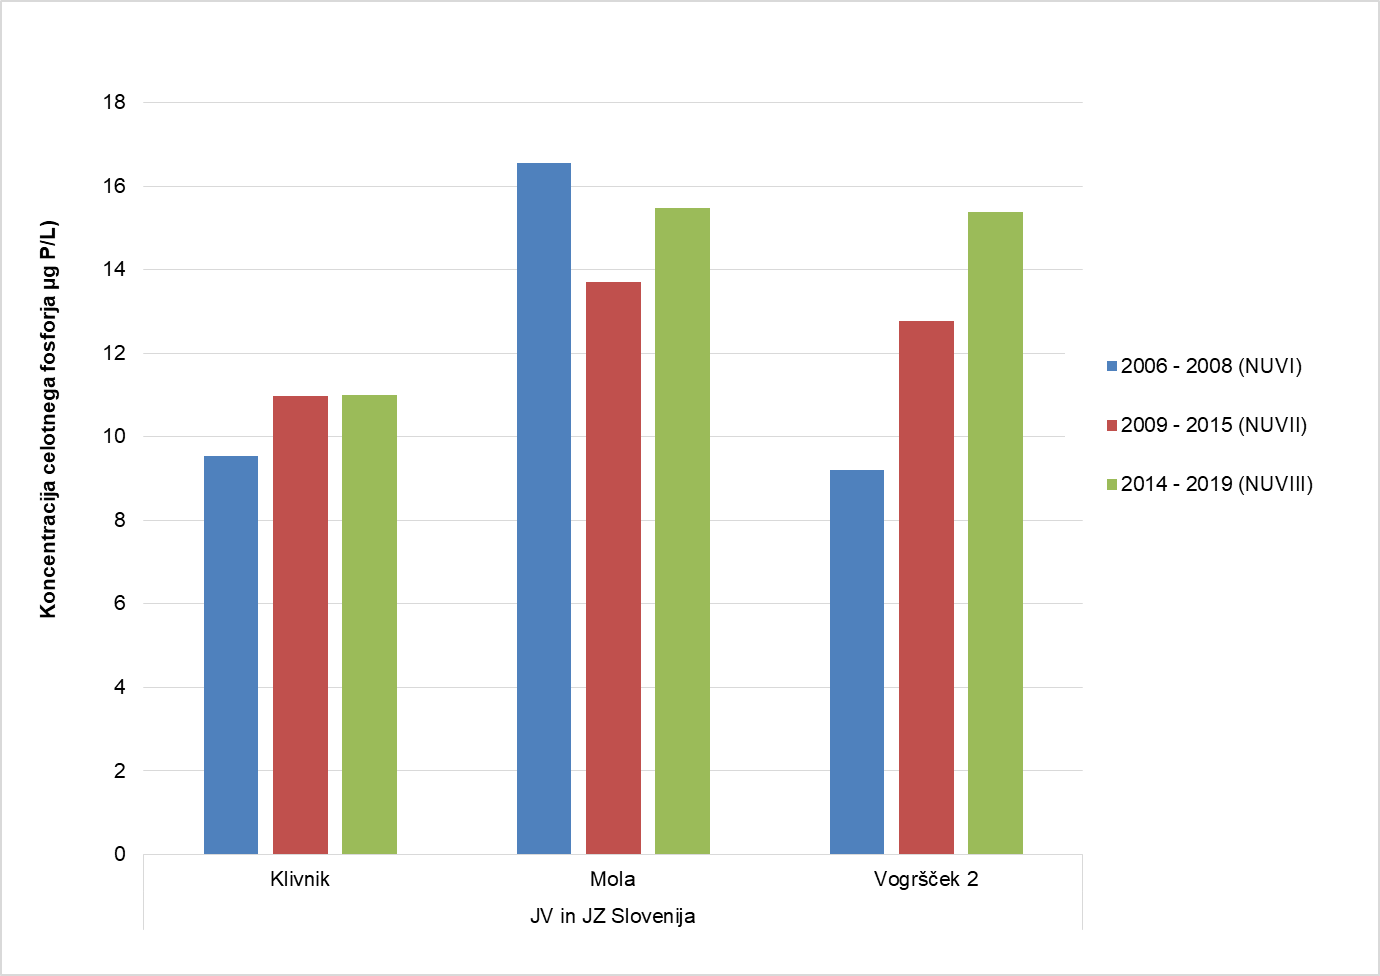 Koncentracija celotnega fosforja µg P/L)
18
16
14
12
10
8
6
4
2
0
Klivnik
Mola
Vogršček 2
JV in JZ Slovenija
2006 - 2008 (NUVI)
2009 - 2015 (NUVII)
2014 - 2019 (NUVIII)